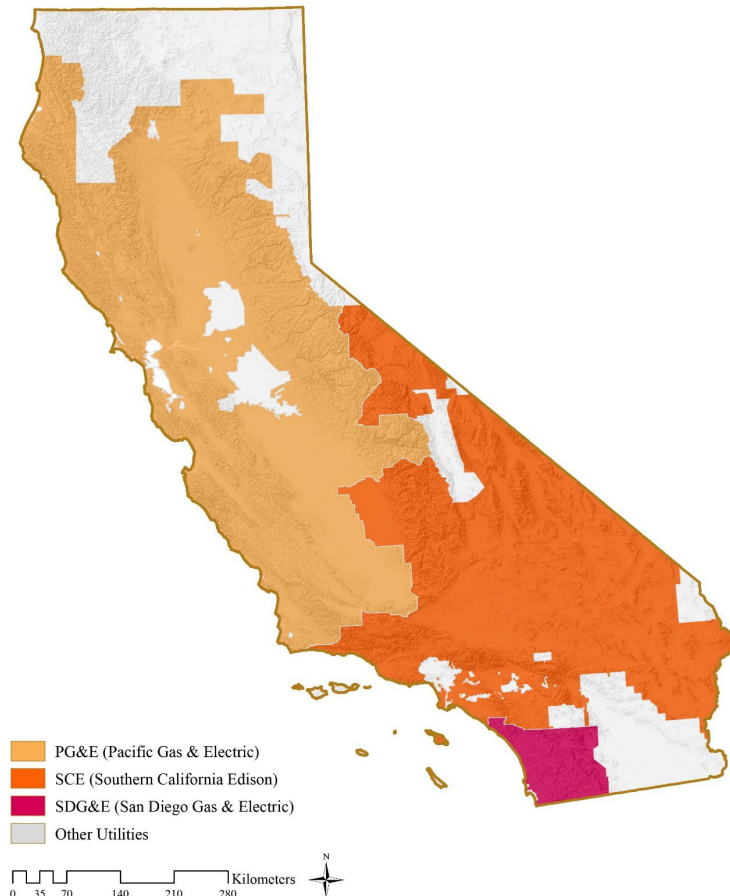 PG&E (Pacific Gas & Electric)
SCE (Southern California Edison)
SDG&E (San Diego Gas & Electric)
Other Utilities
Kilometers
0 35 70 140 210 280
N